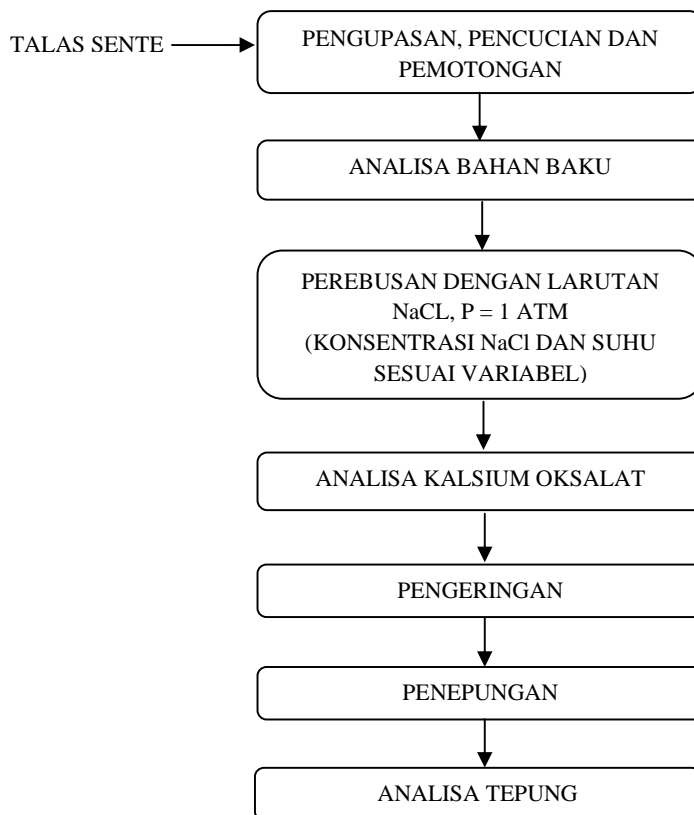 TALAS SENTE
PENGUPASAN, PENCUCIAN DAN
PEMOTONGAN
ANALISA BAHAN BAKU
PEREBUSAN DENGAN LARUTAN
NaCL, P = 1 ATM
(KONSENTRASI NaCl DAN SUHU
SESUAI VARIABEL)
ANALISA KALSIUM OKSALAT
PENGERINGAN
PENEPUNGAN
ANALISA TEPUNG